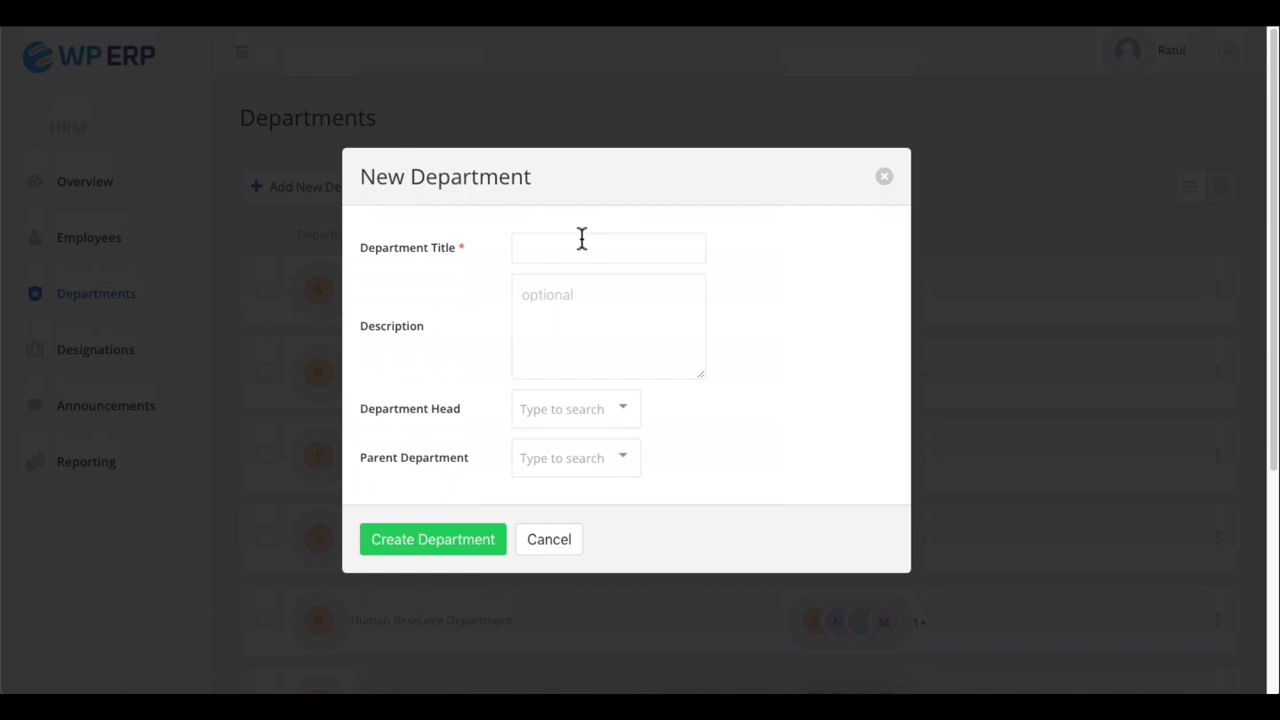 WP ERP
Ratul
HRM
Departments
New Department
Overview
Add New De
Employees
Department Title *
Departments
optional
Description
Designations
Announcements
Department Head
Type to search
Reporting
Parent Department
Type to search
Create Department
Cancel
Human Resource Department
A N M 1+